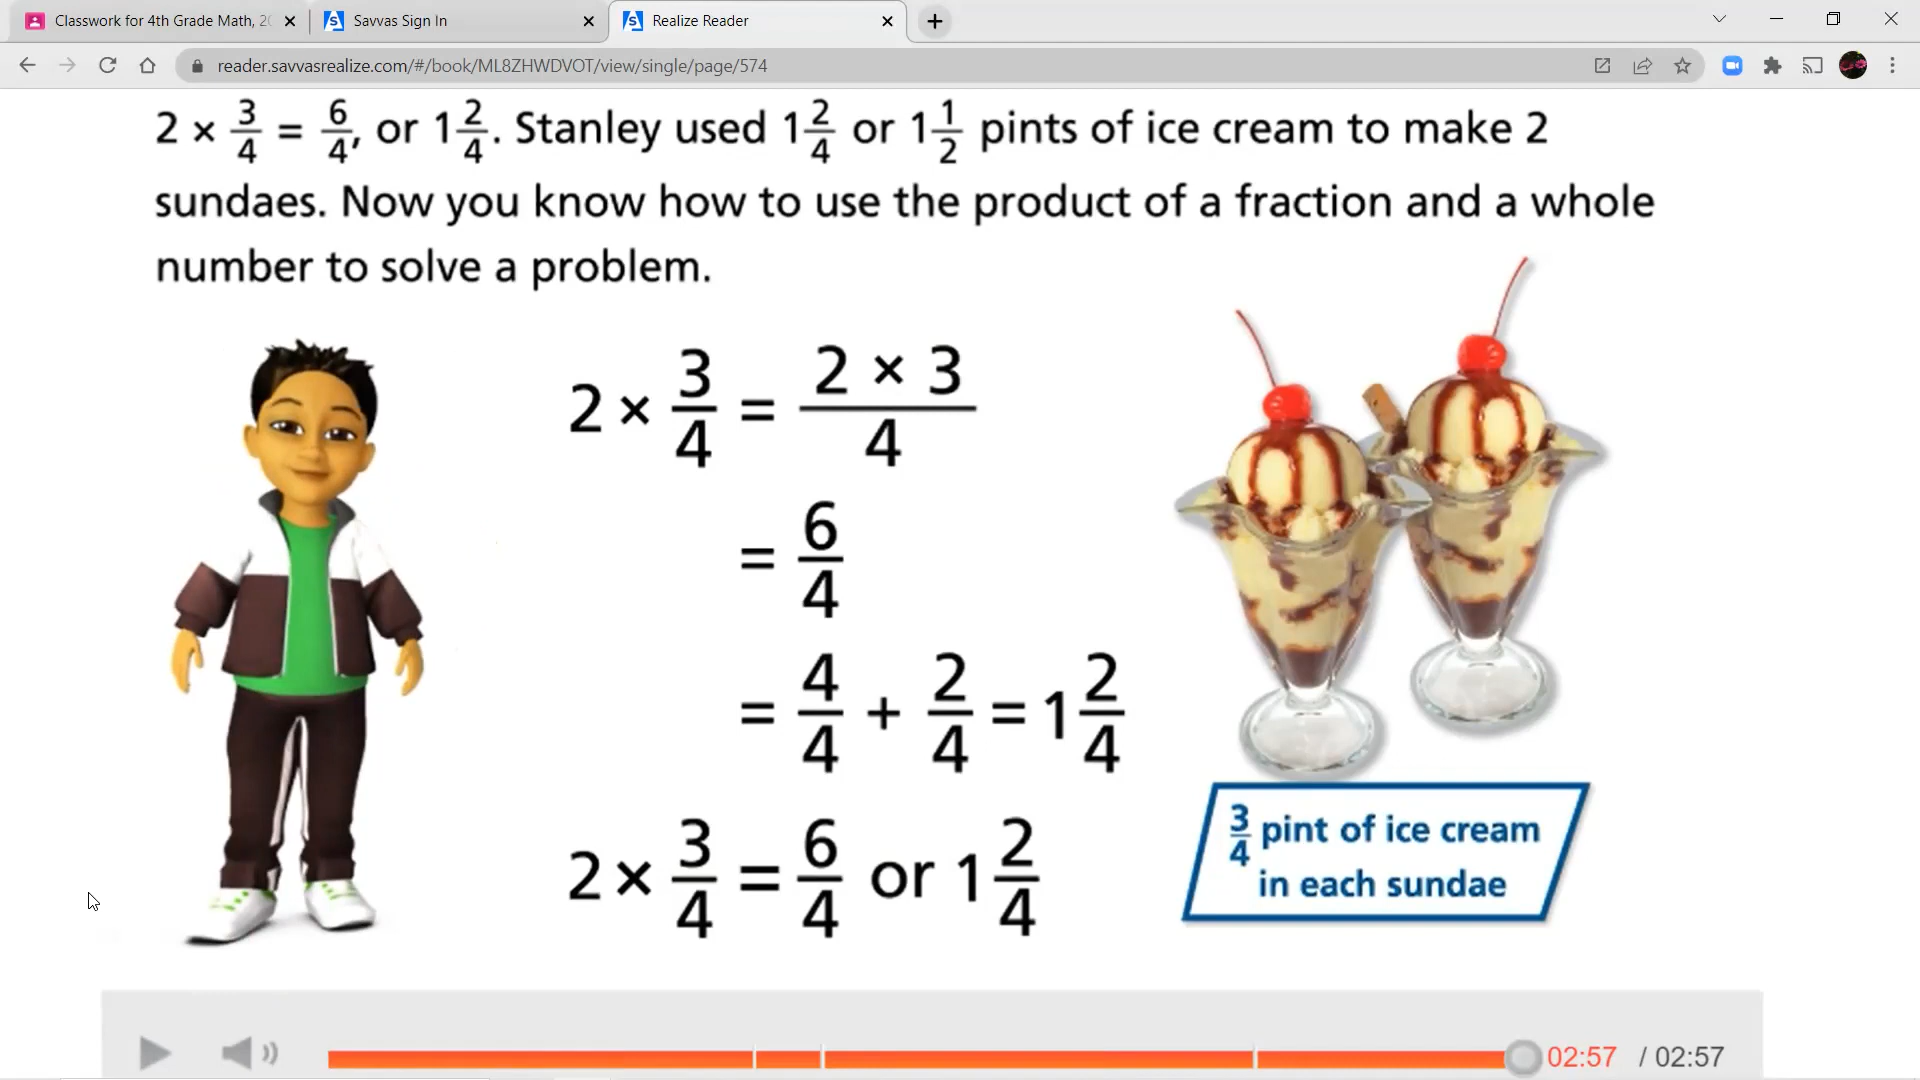 Classwork for 4th Grade Math, 20
Savvas Sign In
Realize Reader
reader.savvasrealize.com/#/book/ML8ZHWDVOT/view/single/page/574
2 × 3/4 = 6/4, or 1 2/4. Stanley used 1 2/4 or 1 1/2 pints of ice cream to make 2
sundaes. Now you know how to use the product of a fraction and a whole
number to solve a problem.
2 × 3/4 = (2 × 3)/4
= 6/4
= 4/4 + 2/4 = 1 2/4
2 × 3/4 = 6/4 or 1 2/4
3/4 pint of ice cream
in each sundae
02:57 / 02:57